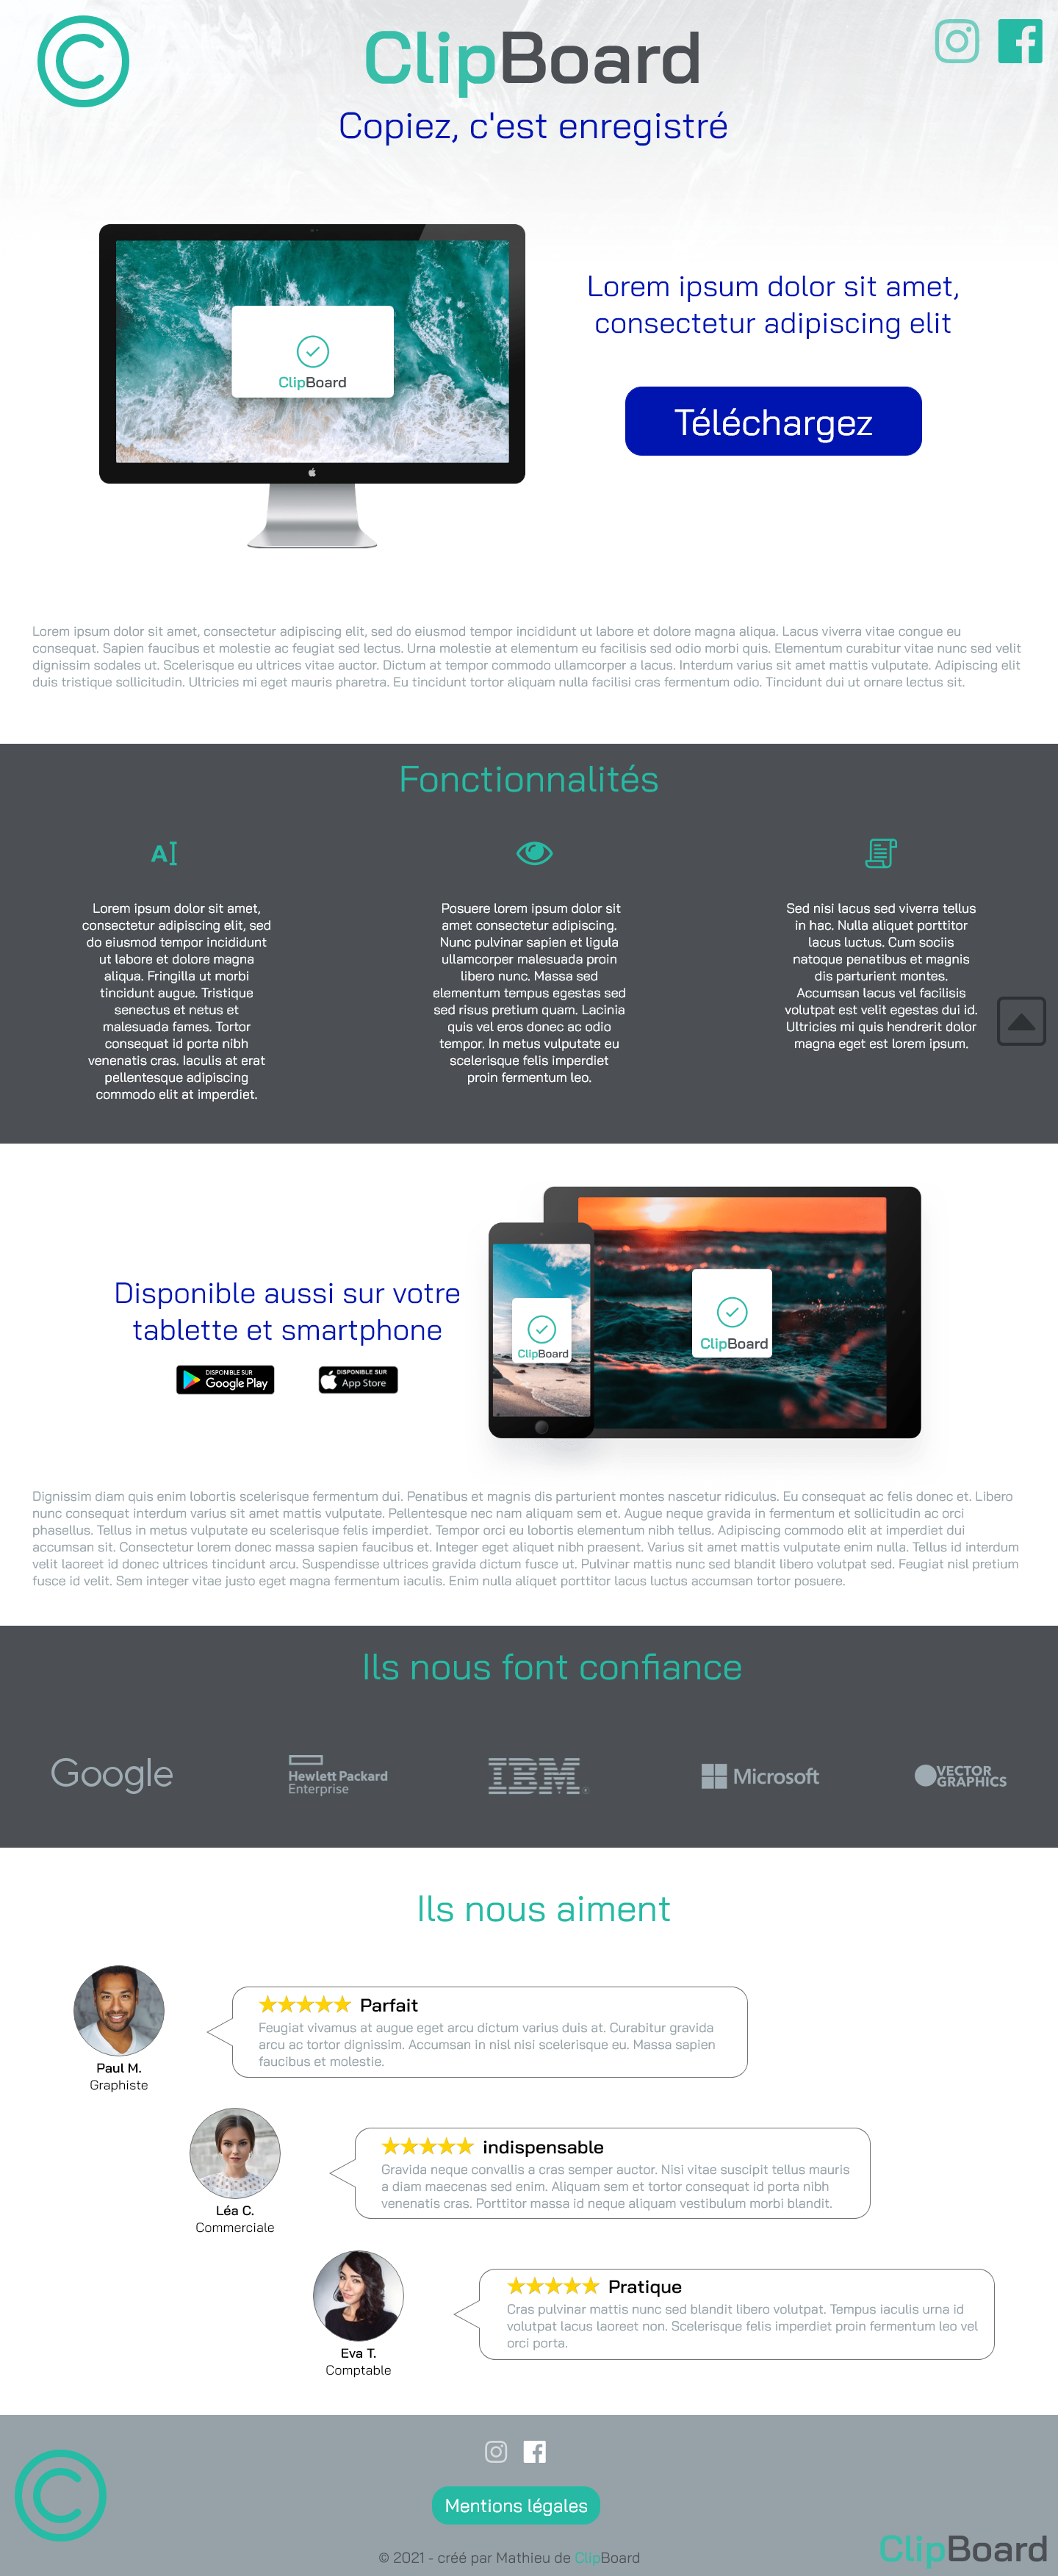 ClipBoard
Copiez, c'est enregistré
ClipBoard
Lorem ipsum dolor sit amet,
consectetur adipiscing elit
Téléchargez
Lorem ipsum dolor sit amet, consectetur adipiscing elit, sed do eiusmod tempor incididunt ut labore et dolore magna aliqua. Lacus viverra vitae congue eu
consequat. Sapien faucibus et molestie ac feugiat sed lectus. Urna molestie at elementum eu facilisis sed odio morbi quis. Elementum curabitur vitae nunc sed velit
dignissim sodales ut. Scelerisque eu ultrices vitae auctor. Dictum at tempor commodo ullamcorper a lacus. Interdum varius sit amet mattis vulputate. Adipiscing elit
duis tristique sollicitudin. Ultricies mi eget mauris pharetra. Eu tincidunt tortor aliquam nulla facilisi cras fermentum odio. Tincidunt dui ut ornare lectus sit.
Fonctionnalités
A
Lorem ipsum dolor sit amet,
consectetur adipiscing elit, sed
do eiusmod tempor incididunt
ut labore et dolore magna
aliqua. Fringilla ut morbi
tincidunt augue. Tristique
senectus et netus et
malesuada fames. Tortor
consequat id porta nibh
venenatis cras. Iaculis at erat
pellentesque adipiscing
commodo elit at imperdiet.
Posuere lorem ipsum dolor sit
amet consectetur adipiscing.
Nunc pulvinar sapien et ligula
ullamcorper malesuada proin
libero nunc. Massa sed
elementum tempus egestas sed
sed risus pretium quam. Lacinia
quis vel eros donec ac odio
tempor. In metus vulputate eu
scelerisque felis imperdiet
proin fermentum leo.
Sed nisi lacus sed viverra tellus
in hac. Nulla aliquet porttitor
lacus luctus. Cum sociis
natoque penatibus et magnis
dis parturient montes.
Accumsan lacus vel facilisis
volutpat est velit egestas dui id.
Ultricies mi quis hendrerit dolor
magna eget est lorem ipsum.
Disponible aussi sur votre
tablette et smartphone
DISPONIBLE SUR
Google Play
DISPONIBLE SUR
App Store
ClipBoard
ClipBoard
Dignissim diam quis enim lobortis scelerisque fermentum dui. Penatibus et magnis dis parturient montes nascetur ridiculus. Eu consequat ac felis donec et. Libero
nunc consequat interdum varius sit amet mattis vulputate. Pellentesque nec nam aliquam sem et. Augue neque gravida in fermentum et sollicitudin ac orci
phasellus. Tellus in metus vulputate eu scelerisque felis imperdiet. Tempor orci eu lobortis elementum nibh tellus. Adipiscing commodo elit at imperdiet dui
accumsan sit. Consectetur lorem donec massa sapien faucibus et. Integer eget aliquet nibh praesent. Varius sit amet mattis vulputate enim nulla. Tellus id interdum
velit laoreet id donec ultrices tincidunt arcu. Suspendisse ultrices gravida dictum fusce ut. Pulvinar mattis nunc sed blandit libero volutpat sed. Feugiat nisl pretium
fusce id velit. Sem integer vitae justo eget magna fermentum iaculis. Enim nulla aliquet porttitor lacus luctus accumsan tortor posuere.
Ils nous font confiance
Google
Hewlett Packard
Enterprise
IBM®
Microsoft
VECTOR
GRAPHICS
Ils nous aiment
Paul M.
Graphiste
Parfait
Feugiat vivamus at augue eget arcu dictum varius duis at. Curabitur gravida
arcu ac tortor dignissim. Accumsan in nisl nisi scelerisque eu. Massa sapien
faucibus et molestie.
Léa C.
Commerciale
indispensable
Gravida neque convallis a cras semper auctor. Nisi vitae suscipit tellus mauris
a diam maecenas sed enim. Aliquam sem et tortor consequat id porta nibh
venenatis cras. Porttitor massa id neque aliquam vestibulum morbi blandit.
Eva T.
Comptable
Pratique
Cras pulvinar mattis nunc sed blandit libero volutpat. Tempus iaculis urna id
volutpat lacus laoreet non. Scelerisque felis imperdiet proin fermentum leo vel
orci porta.
Mentions légales
© 2021 - créé par Mathieu de ClipBoard
ClipBoard